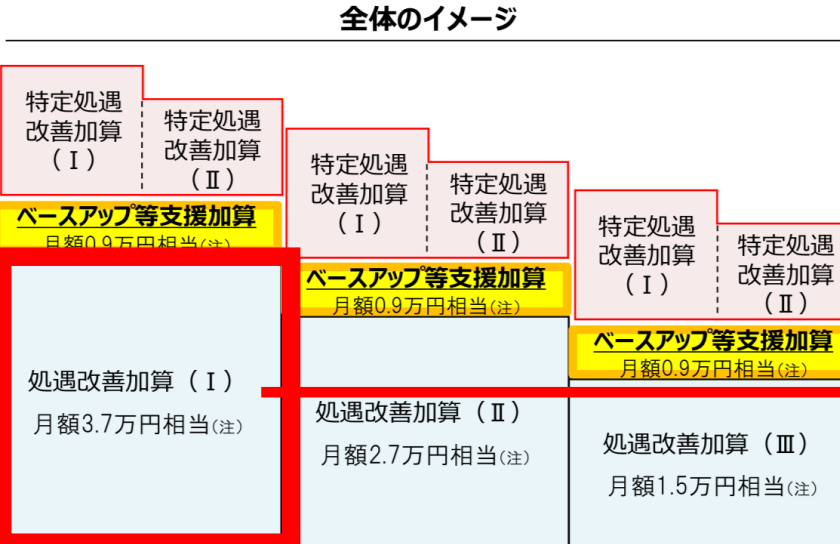 全体のイメージ
特定処遇
改善加算
（Ⅰ）
特定処遇
改善加算
（Ⅱ）
ベースアップ等支援加算
月額0.9万円相当(注)
処遇改善加算（Ⅰ）
月額3.7万円相当(注)
特定処遇
改善加算
（Ⅰ）
特定処遇
改善加算
（Ⅱ）
ベースアップ等支援加算
月額0.9万円相当(注)
処遇改善加算（Ⅱ）
月額2.7万円相当(注)
特定処遇
改善加算
（Ⅰ）
特定処遇
改善加算
（Ⅱ）
ベースアップ等支援加算
月額0.9万円相当(注)
処遇改善加算（Ⅲ）
月額1.5万円相当(注)